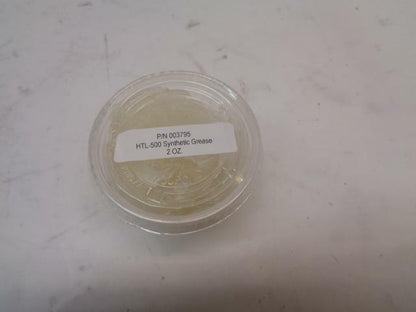 P/N 003795
HTL-500 Synthetic Grease
2 OZ.